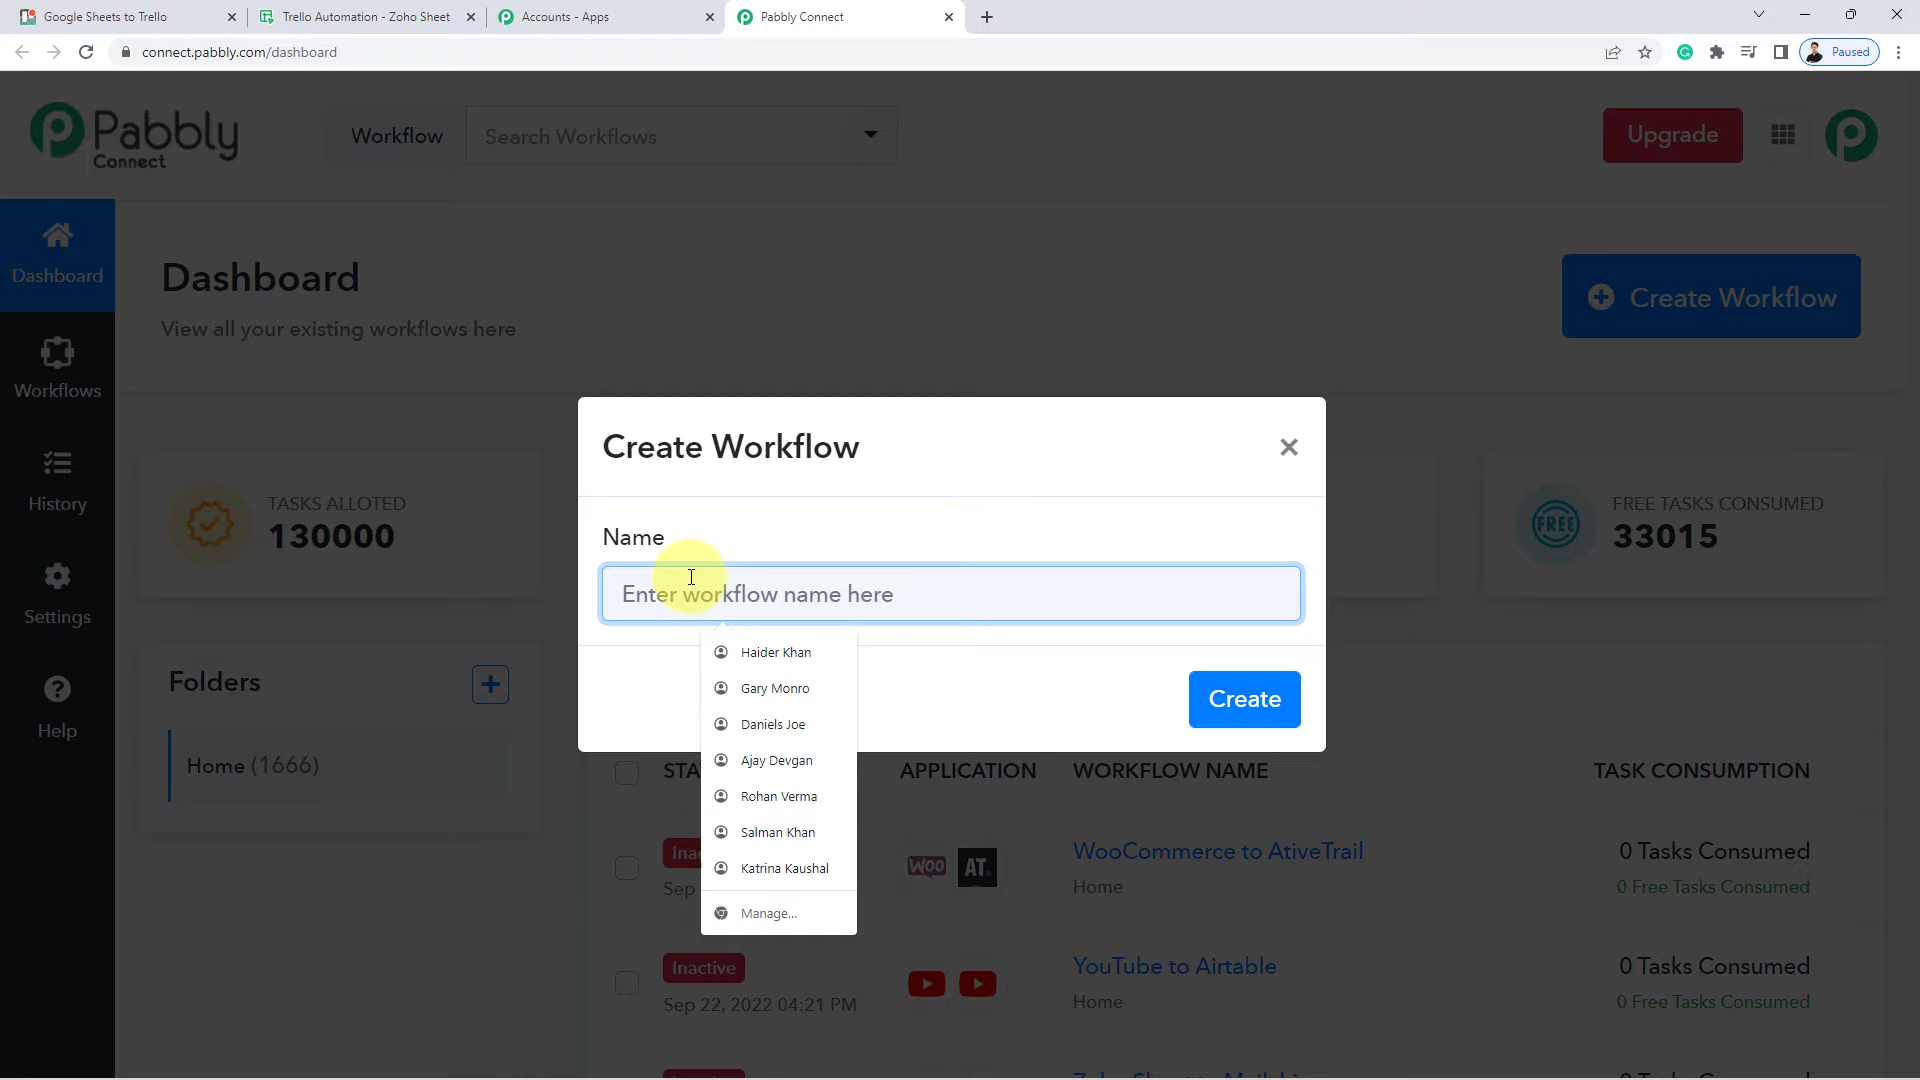 Google Sheets to Trello
Trello Automation - Zoho Sheet
Accounts - Apps
Pabbly Connect
connect.pabbly.com/dashboard
Paused
Pabbly
Connect
Workflow
Search Workflows
Upgrade
Dashboard
Workflows
History
Settings
Help
Dashboard
View all your existing workflows here
Create Workflow
TASKS ALLOTED
130000
FREE
FREE TASKS CONSUMED
33015
Folders
Home (1666)
Create Workflow
Name
Enter workflow name here
Create
Haider Khan
Gary Monro
Daniels Joe
Ajay Devgan
Rohan Verma
Salman Khan
Katrina Kaushal
Manage...
STA
APPLICATION
WORKFLOW NAME
TASK CONSUMPTION
Ina
Sep
WOO
AT.
WooCommerce to AtiveTrail
Home
0 Tasks Consumed
0 Free Tasks Consumed
Inactive
Sep 22, 2022 04:21 PM
YouTube to Airtable
Home
0 Tasks Consumed
0 Free Tasks Consumed